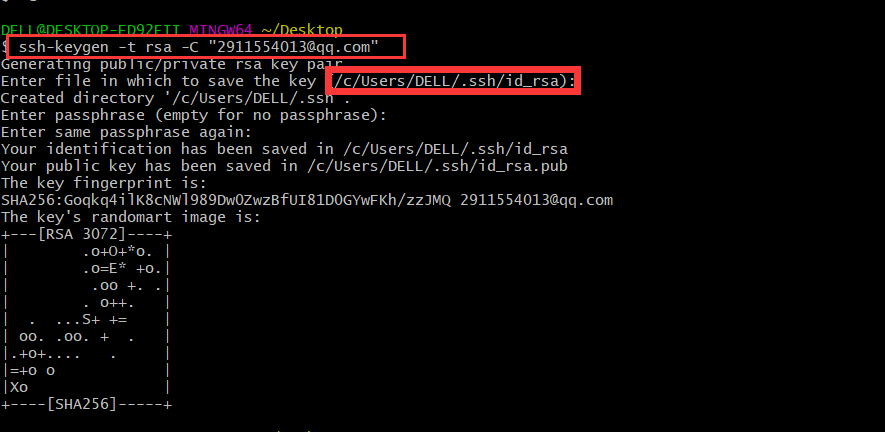 DELL@DESKTOP-ED92EII MINGW64 ~/Desktop
$ ssh-keygen -t rsa -C "2911554013@qq.com"
Generating public/private rsa key pair.
Enter file in which to save the key (/c/Users/DELL/.ssh/id_rsa):
Created directory '/c/Users/DELL/.ssh'.
Enter passphrase (empty for no passphrase):
Enter same passphrase again:
Your identification has been saved in /c/Users/DELL/.ssh/id_rsa
Your public key has been saved in /c/Users/DELL/.ssh/id_rsa.pub
The key fingerprint is:
SHA256:Goqkq4ilK8cNWl989Dw0ZwzBfUI81D0GYwFKh/zzJMQ 2911554013@qq.com
The key's randomart image is:
+---[RSA 3072]----+
|        .o+O+*o. |
|        .o=E* +o.|
|         .oo +. .|
|        . o++.   |
|  .  ...S+ +=    |
| oo. .oo. +  .   |
|.+o+....   .     |
|=+o o            |
|Xo               |
+----[SHA256]-----+